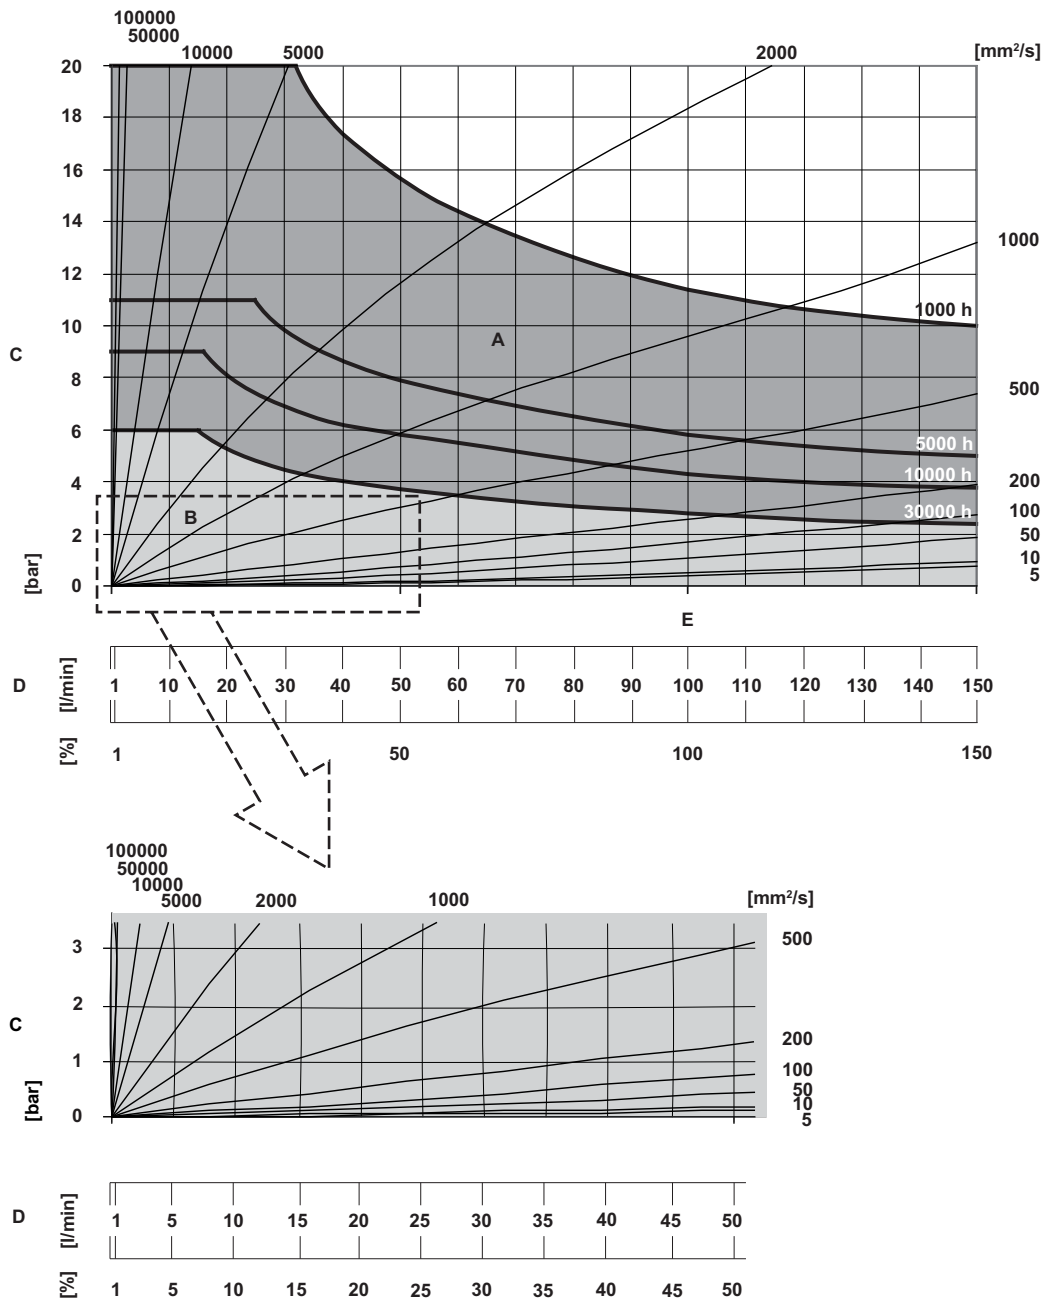 100000
50000
10000 5000 2000 [mm²/s]
20
18
16
14
1000
12
1000 h
10
A
C
8
500
6
5000 h
10000 h
4
200
30000 h
B
100
2
50
10
[bar] 0
5
E
D [l/min] 1 10 20 30 40 50 60 70 80 90 100 110 120 130 140 150
[%] 1 50 100 150
100000
50000
10000
5000 2000 1000 [mm²/s]
3
500
2
C
200
1
100
50
10
[bar] 0
5
D [l/min] 1 5 10 15 20 25 30 35 40 45 50
[%] 1 5 10 15 20 25 30 35 40 45 50